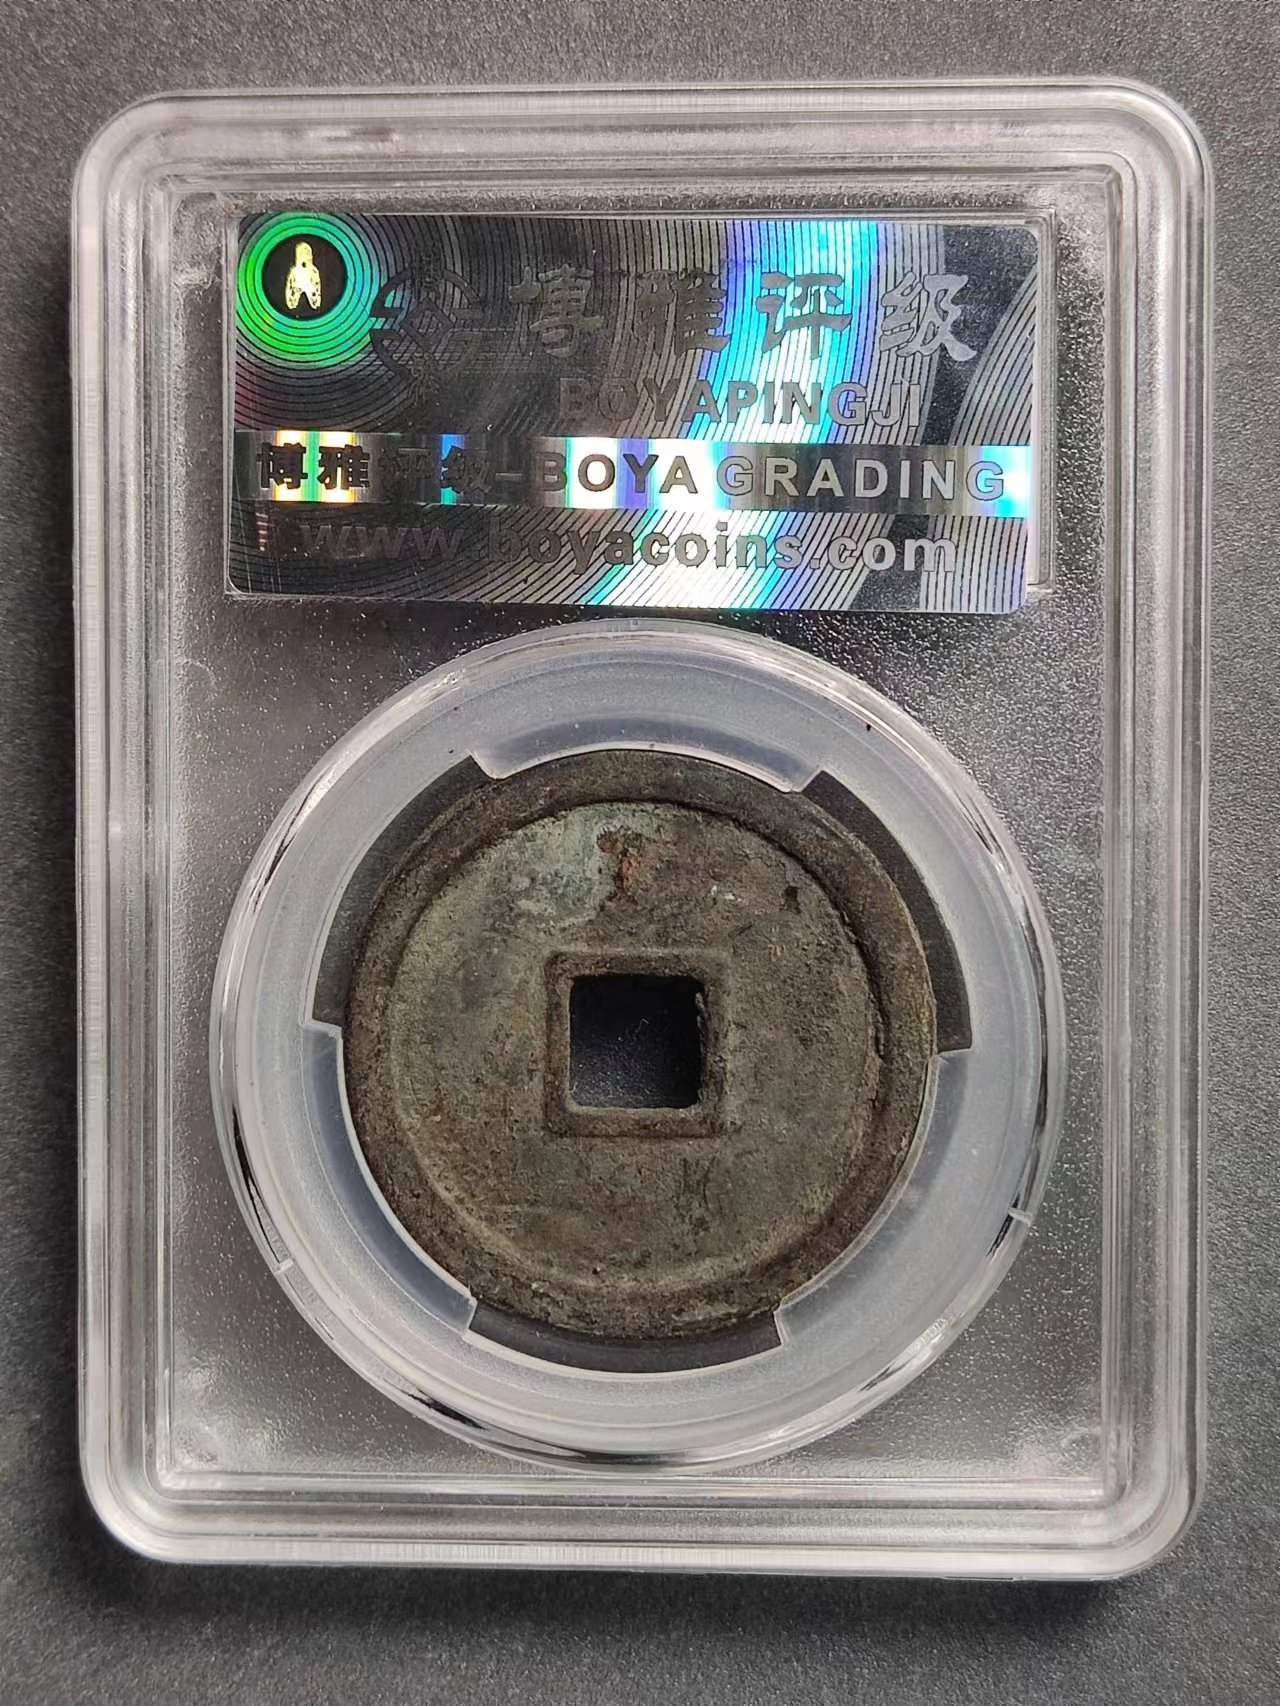 博雅评级
BOYAPINGJI
博雅评级-BOYA GRADING
www.boyacoins.com